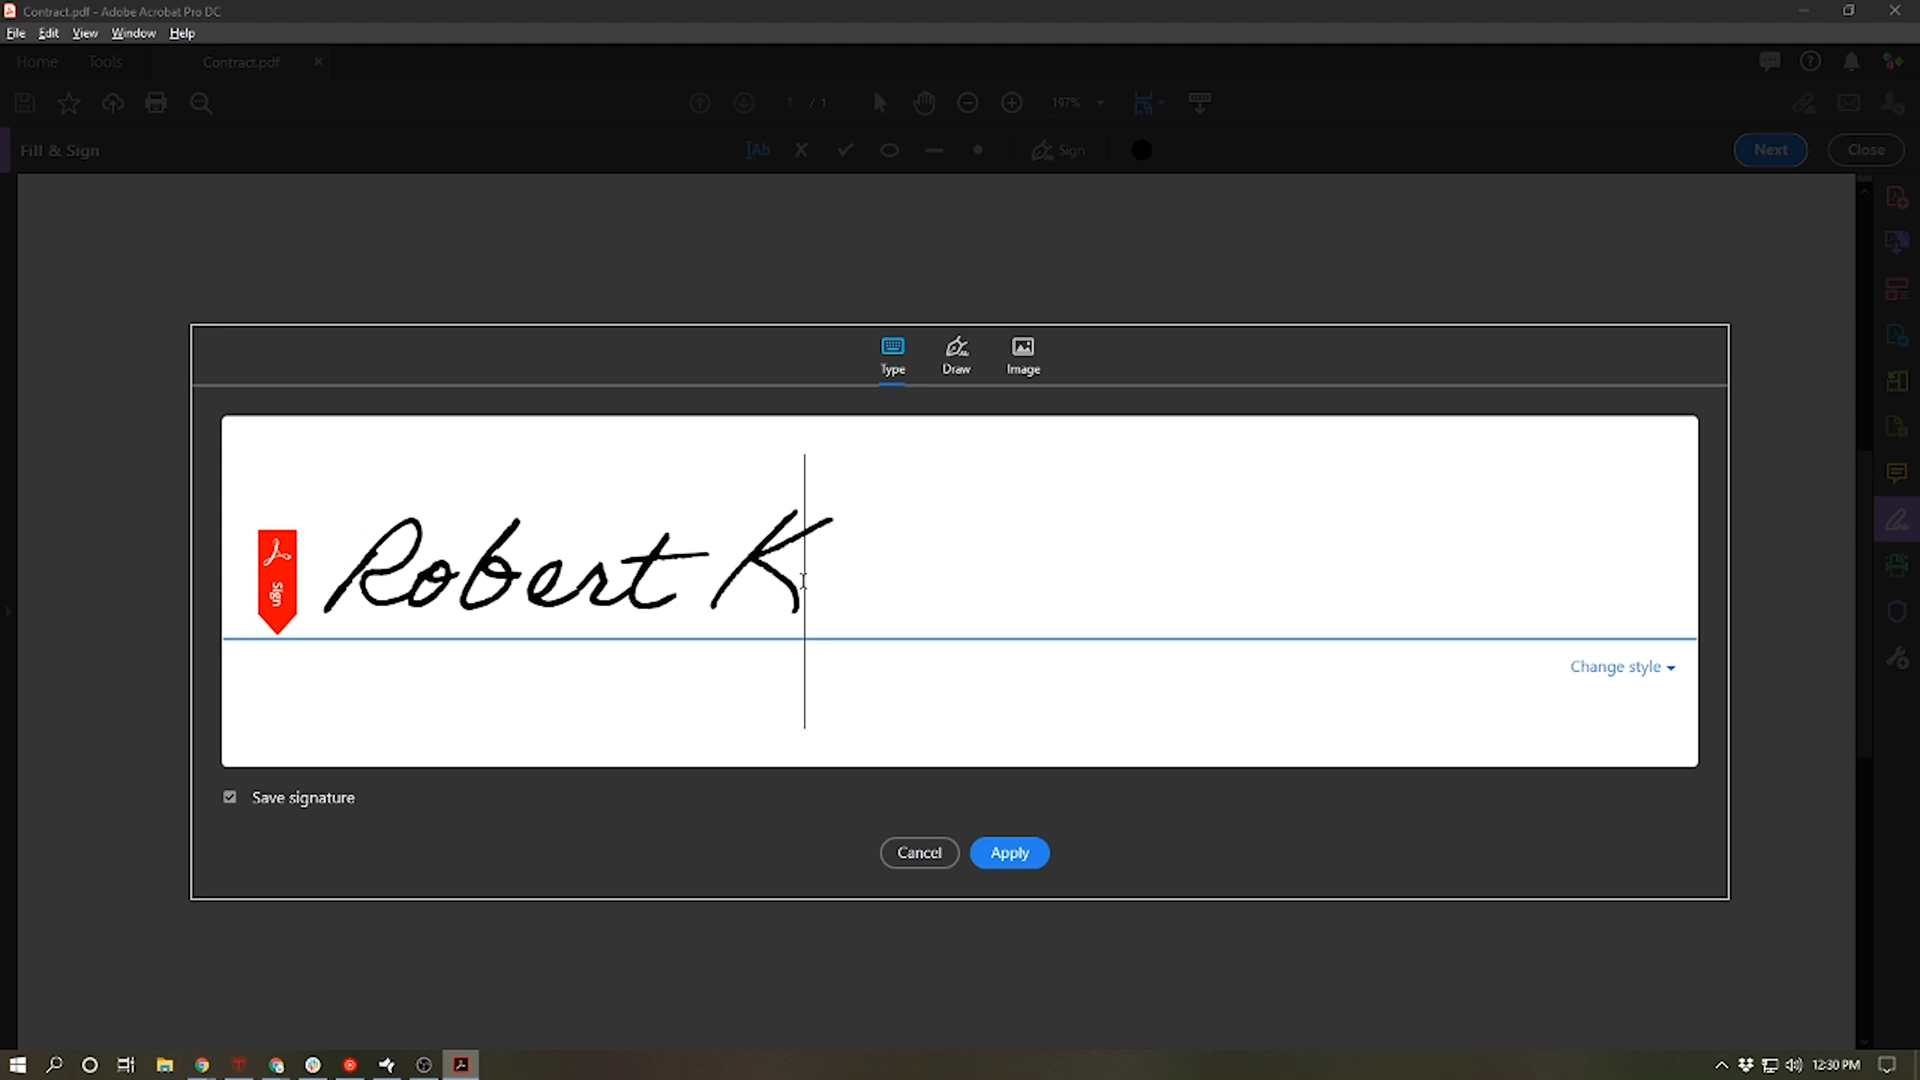 Contract.pdf - Adobe Acrobat Pro DC
File Edit View Window Help
Home Tools Contract.pdf ×
1 / 1 197%
Fill & Sign Ab Sign Next Close
Type Draw Image
Sign Robert K
Change style
Save signature
Cancel Apply
12:30 PM